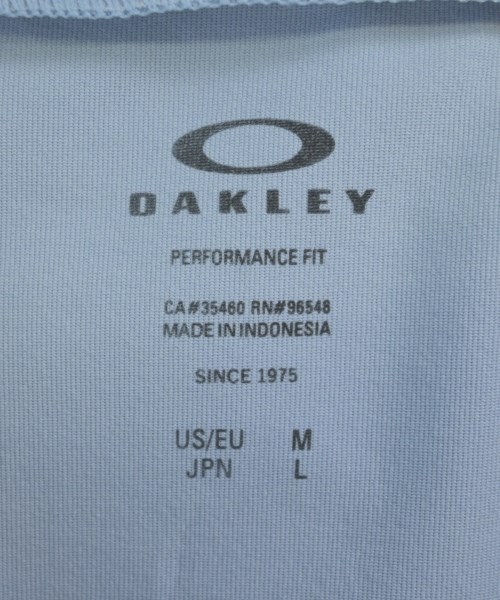 OAKLEY
PERFORMANCE FIT
CA#35460 RN#96548
MADE IN INDONESIA
SINCE 1975
US/EU M
JPN L